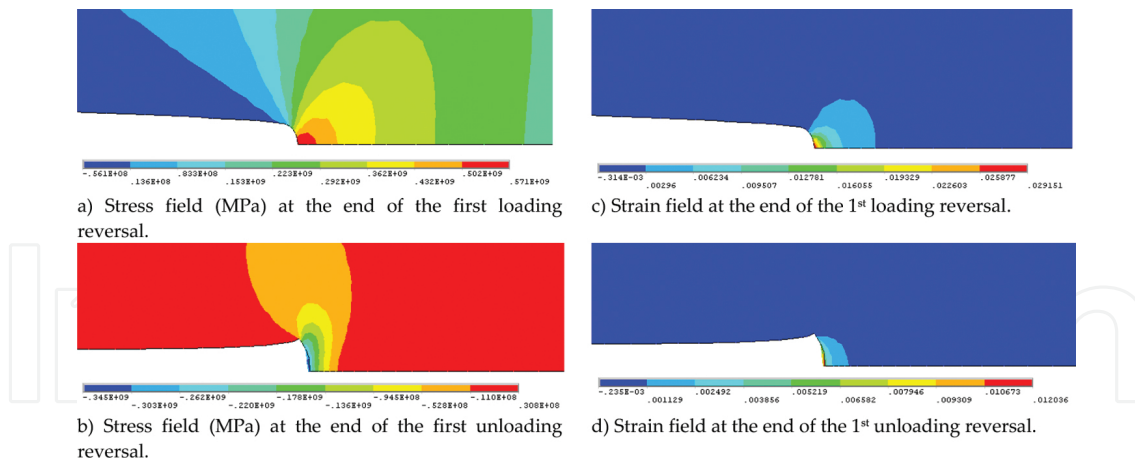 -.561E+08 .833E+08 .223E+09 .362E+09 .502E+09
.136E+08 .153E+09 .292E+09 .432E+09 .571E+09
a) Stress field (MPa) at the end of the first loading
reversal.
-.345E+09 -.262E+09 -.178E+09 -.945E+08 -.110E+08
-.303E+09 -.220E+09 -.136E+09 -.528E+08 .308E+08
b) Stress field (MPa) at the end of the first unloading
reversal.
-.314E-03 .006234 .012781 .019329 .025877
.00296 .009507 .016055 .022603 .029151
c) Strain field at the end of the 1st loading reversal.
-.235E-03 .002492 .005219 .007946 .010673
.001129 .003856 .006582 .009309 .012036
d) Strain field at the end of the 1st unloading reversal.